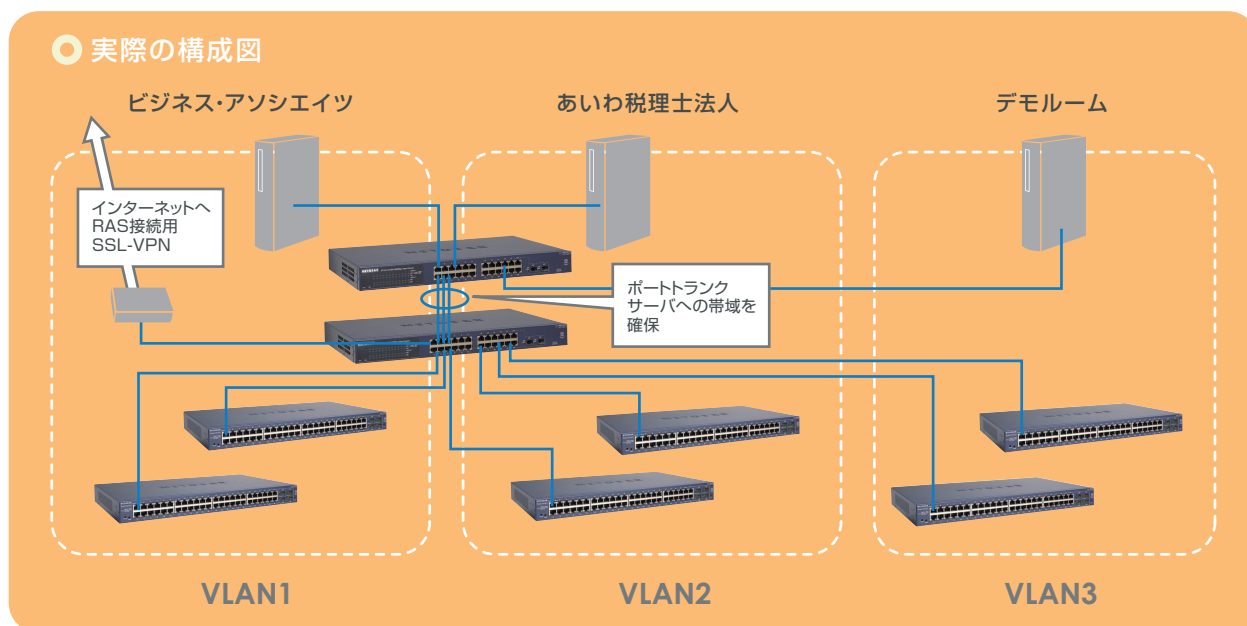 実際の構成図
ビジネス・アソシエイツ
あいわ税理士法人
デモルーム
インターネットへ
RAS接続用
SSL-VPN
ポートトランク
サーバへの帯域を
確保
VLAN1
VLAN2
VLAN3